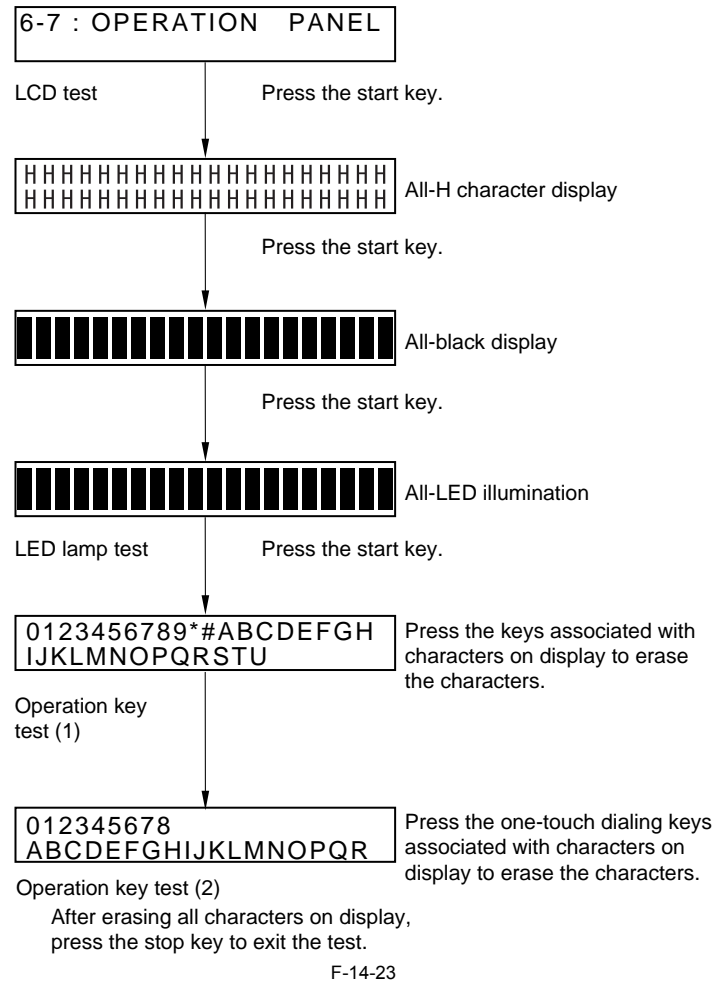 6-7 : OPERATION PANEL
LCD test
Press the start key.
HHHHHHHHHHHHHHHHHHHH
HHHHHHHHHHHHHHHHHHHH
All-H character display
Press the start key.
All-black display
Press the start key.
All-LED illumination
LED lamp test
Press the start key.
0123456789*#ABCDEFGH
IJKLMNOPQRSTU
Press the keys associated with
characters on display to erase
the characters.
Operation key
test (1)
012345678
ABCDEFGHIJKLMNOPQR
Press the one-touch dialing keys
associated with characters on
display to erase the characters.
Operation key test (2)
After erasing all characters on display,
press the stop key to exit the test.
F-14-23